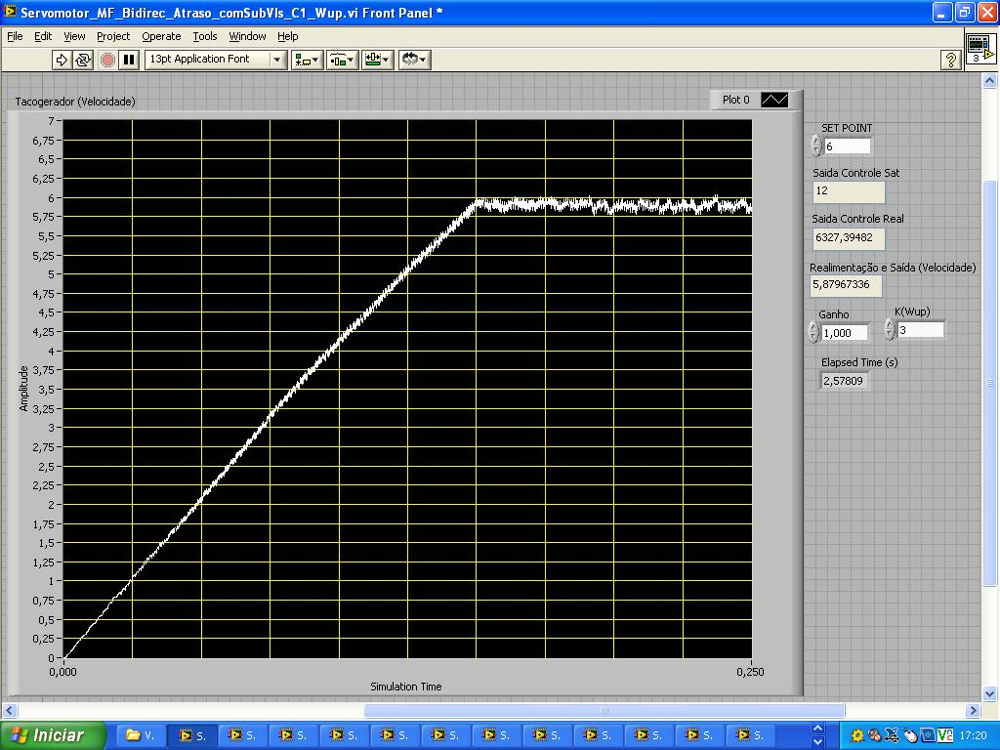 Servomotor_MF_Bidirec_Atraso_comSubVIs_C1_Wup.vi Front Panel *
File Edit View Project Operate Tools Window Help
13pt Application Font
?
3
Tacogerador (Velocidade)
Plot 0
7
6,75
6,5
6,25
6
5,75
5,5
5,25
5
4,75
4,5
4,25
4
3,75
3,5
3,25
3
2,75
2,5
2,25
2
1,75
1,5
1,25
1
0,75
0,5
0,25
0
Amplitude
0,000
0,250
Simulation Time
SET POINT
6
Saida Controle Sat
12
Saida Controle Real
6327,39482
Realimentação e Saída (Velocidade)
5,87967336
Ganho
K(Wup)
1,000
3
Elapsed Time (s)
2,57809
Iniciar
V.
S.
S.
S.
S.
S.
S.
S.
S.
S.
S.
S.
S.
17:20